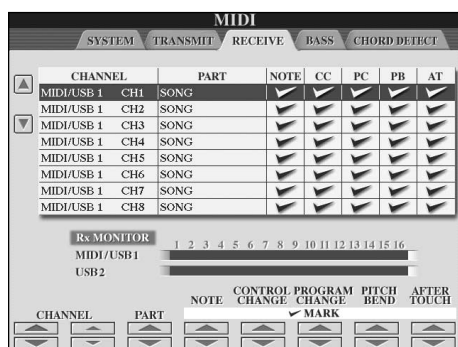 MIDI
SYSTEM TRANSMIT RECEIVE BASS CHORD DETECT
CHANNEL PART NOTE CC PC PB AT
MIDI/USB 1 CH1 SONG
MIDI/USB 1 CH2 SONG
MIDI/USB 1 CH3 SONG
MIDI/USB 1 CH4 SONG
MIDI/USB 1 CH5 SONG
MIDI/USB 1 CH6 SONG
MIDI/USB 1 CH7 SONG
MIDI/USB 1 CH8 SONG
Rx MONITOR 1 2 3 4 5 6 7 8 9 10 11 12 13 14 15 16
MIDI/USB1
USB2
CHANNEL PART NOTE CONTROL CHANGE PROGRAM CHANGE PITCH BEND AFTER TOUCH
MARK